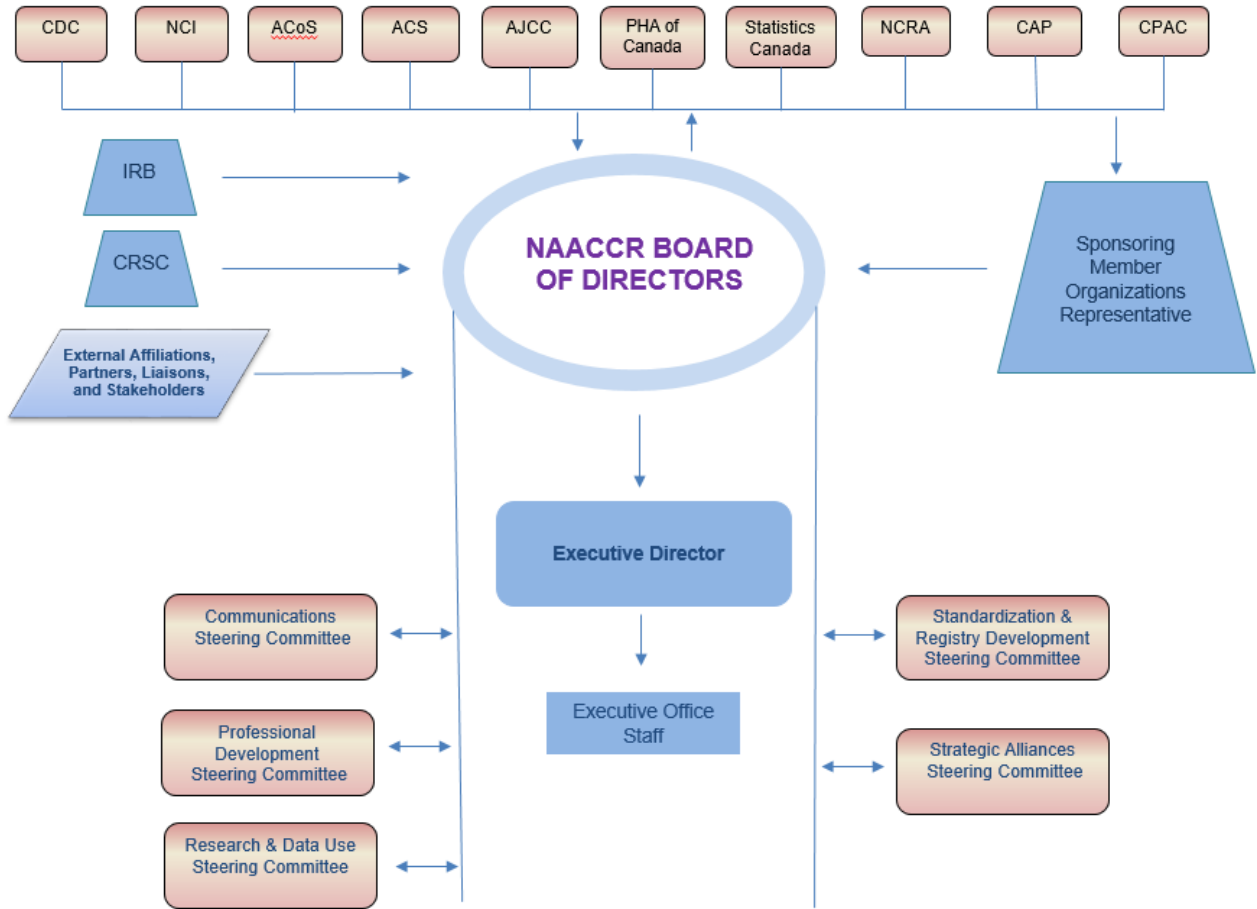 CDC
NCI
ACoS
ACS
AJCC
PHA of
Canada
Statistics
Canada
NCRA
CAP
CPAC
IRB
CRSC
External Affiliations,
Partners, Liaisons,
and Stakeholders
NAACCR BOARD
OF DIRECTORS
Sponsoring
Member
Organizations
Representative
Executive Director
Executive Office
Staff
Communications
Steering Committee
Professional
Development
Steering Committee
Research & Data Use
Steering Committee
Standardization &
Registry Development
Steering Committee
Strategic Alliances
Steering Committee